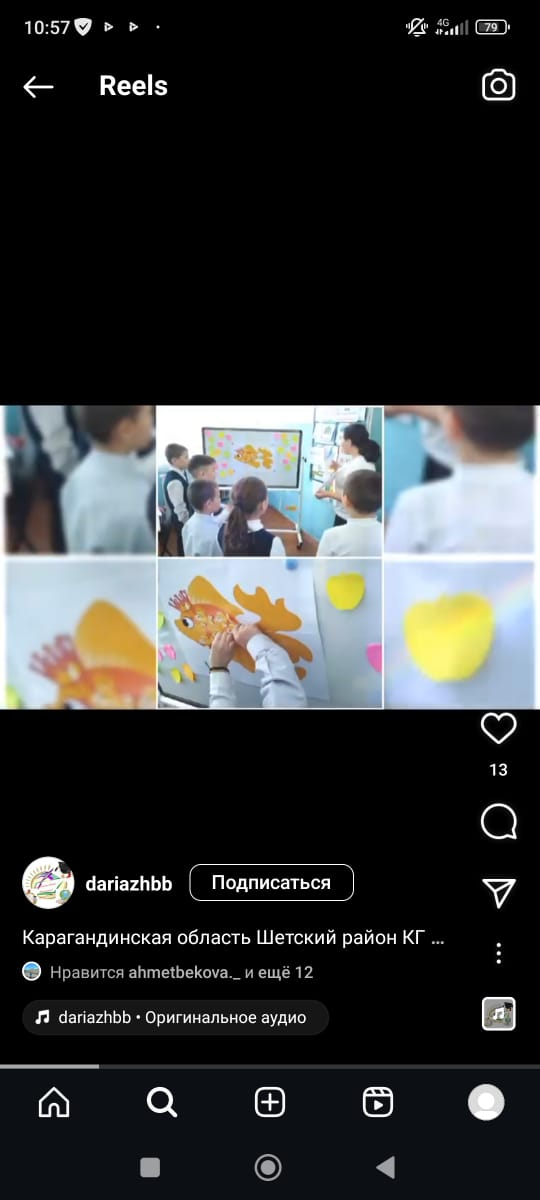 10:57
4G
79
Reels
13
dariazhbb
Подписаться
Карагандинская область Шетский район КГ ...
Нравится ahmetbekova._ и ещё 12
dariazhbb • Оригинальное аудио